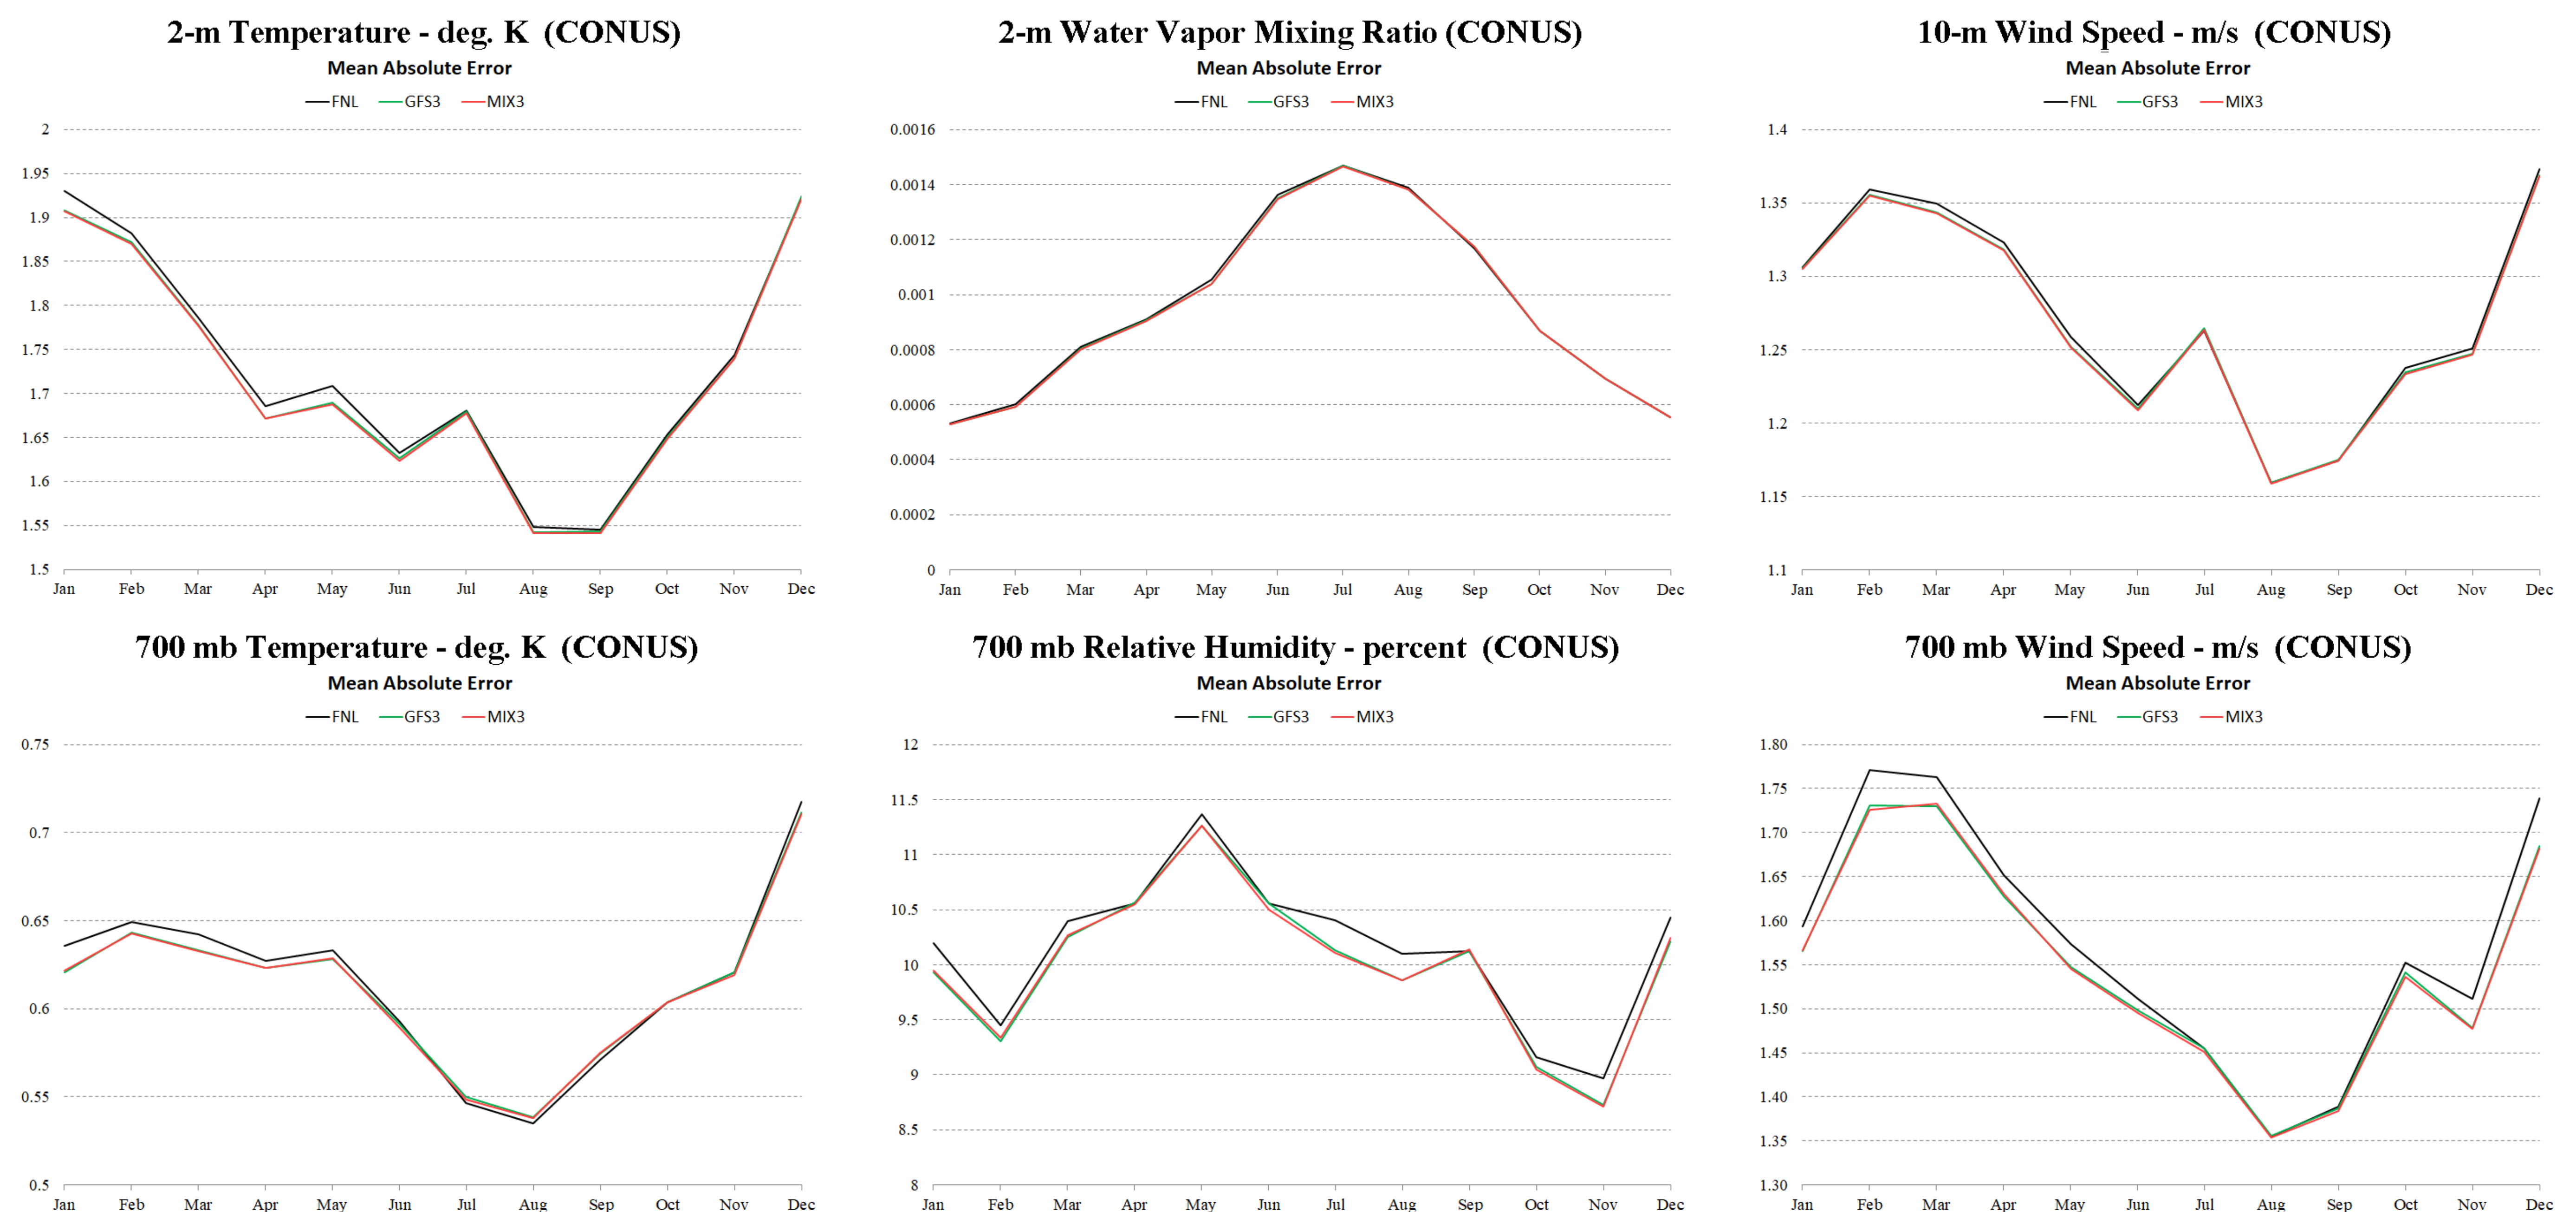 2-m Temperature - deg. K (CONUS)
Mean Absolute Error
FNL GFS3 MIX3
2
1.95
1.9
1.85
1.8
1.75
1.7
1.65
1.6
1.55
1.5
Jan Feb Mar Apr May Jun Jul Aug Sep Oct Nov Dec
2-m Water Vapor Mixing Ratio (CONUS)
Mean Absolute Error
FNL GFS3 MIX3
0.0016
0.0014
0.0012
0.001
0.0008
0.0006
0.0004
0.0002
0
Jan Feb Mar Apr May Jun Jul Aug Sep Oct Nov Dec
10-m Wind Speed - m/s (CONUS)
Mean Absolute Error
FNL GFS3 MIX3
1.4
1.35
1.3
1.25
1.2
1.15
1.1
Jan Feb Mar Apr May Jun Jul Aug Sep Oct Nov Dec
700 mb Temperature - deg. K (CONUS)
Mean Absolute Error
FNL GFS3 MIX3
0.75
0.7
0.65
0.6
0.55
0.5
Jan Feb Mar Apr May Jun Jul Aug Sep Oct Nov Dec
700 mb Relative Humidity - percent (CONUS)
Mean Absolute Error
FNL GFS3 MIX3
12
11.5
11
10.5
10
9.5
9
8.5
8
Jan Feb Mar Apr May Jun Jul Aug Sep Oct Nov Dec
700 mb Wind Speed - m/s (CONUS)
Mean Absolute Error
FNL GFS3 MIX3
1.80
1.75
1.70
1.65
1.60
1.55
1.50
1.45
1.40
1.35
1.30
Jan Feb Mar Apr May Jun Jul Aug Sep Oct Nov Dec